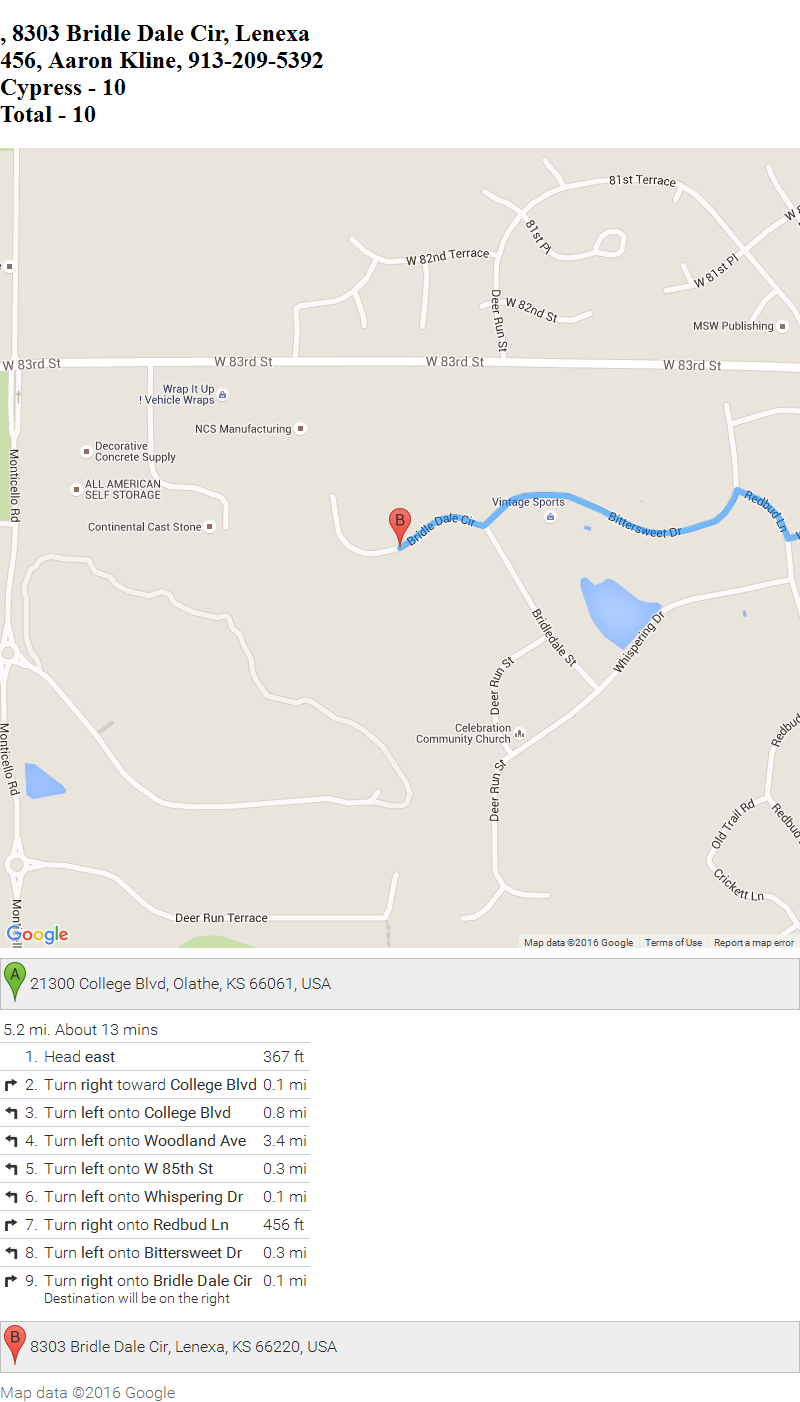 , 8303 Bridle Dale Cir, Lenexa
456, Aaron Kline, 913-209-5392
Cypress - 10
Total - 10
81st Terrace
81st Pl
W 82nd Terrace
W 81st Pl
Deer Run St
W 82nd St
MSW Publishing
W 83rd St
W 83rd St
W 83rd St
W 83rd St
Wrap It Up
! Vehicle Wraps
NCS Manufacturing
Decorative
Concrete Supply
Monticello Rd
ALL AMERICAN
SELF STORAGE
Vintage Sports
Redbud Ln
Continental Cast Stone
B
Bridle Dale Cir
Bittersweet Dr
Bridledale St
Whispering Dr
Deer Run St
Celebration
Community Church
Monticello Rd
Redbud
Deer Run St
Old Trail Rd
Redbud
Crickett Ln
Deer Run Terrace
Monticell
Google
Map data ©2016 Google
Terms of Use
Report a map error
A
21300 College Blvd, Olathe, KS 66061, USA
5.2 mi. About 13 mins
1. Head east 367 ft
2. Turn right toward College Blvd 0.1 mi
3. Turn left onto College Blvd 0.8 mi
4. Turn left onto Woodland Ave 3.4 mi
5. Turn left onto W 85th St 0.3 mi
6. Turn left onto Whispering Dr 0.1 mi
7. Turn right onto Redbud Ln 456 ft
8. Turn left onto Bittersweet Dr 0.3 mi
9. Turn right onto Bridle Dale Cir 0.1 mi
Destination will be on the right
B
8303 Bridle Dale Cir, Lenexa, KS 66220, USA
Map data ©2016 Google